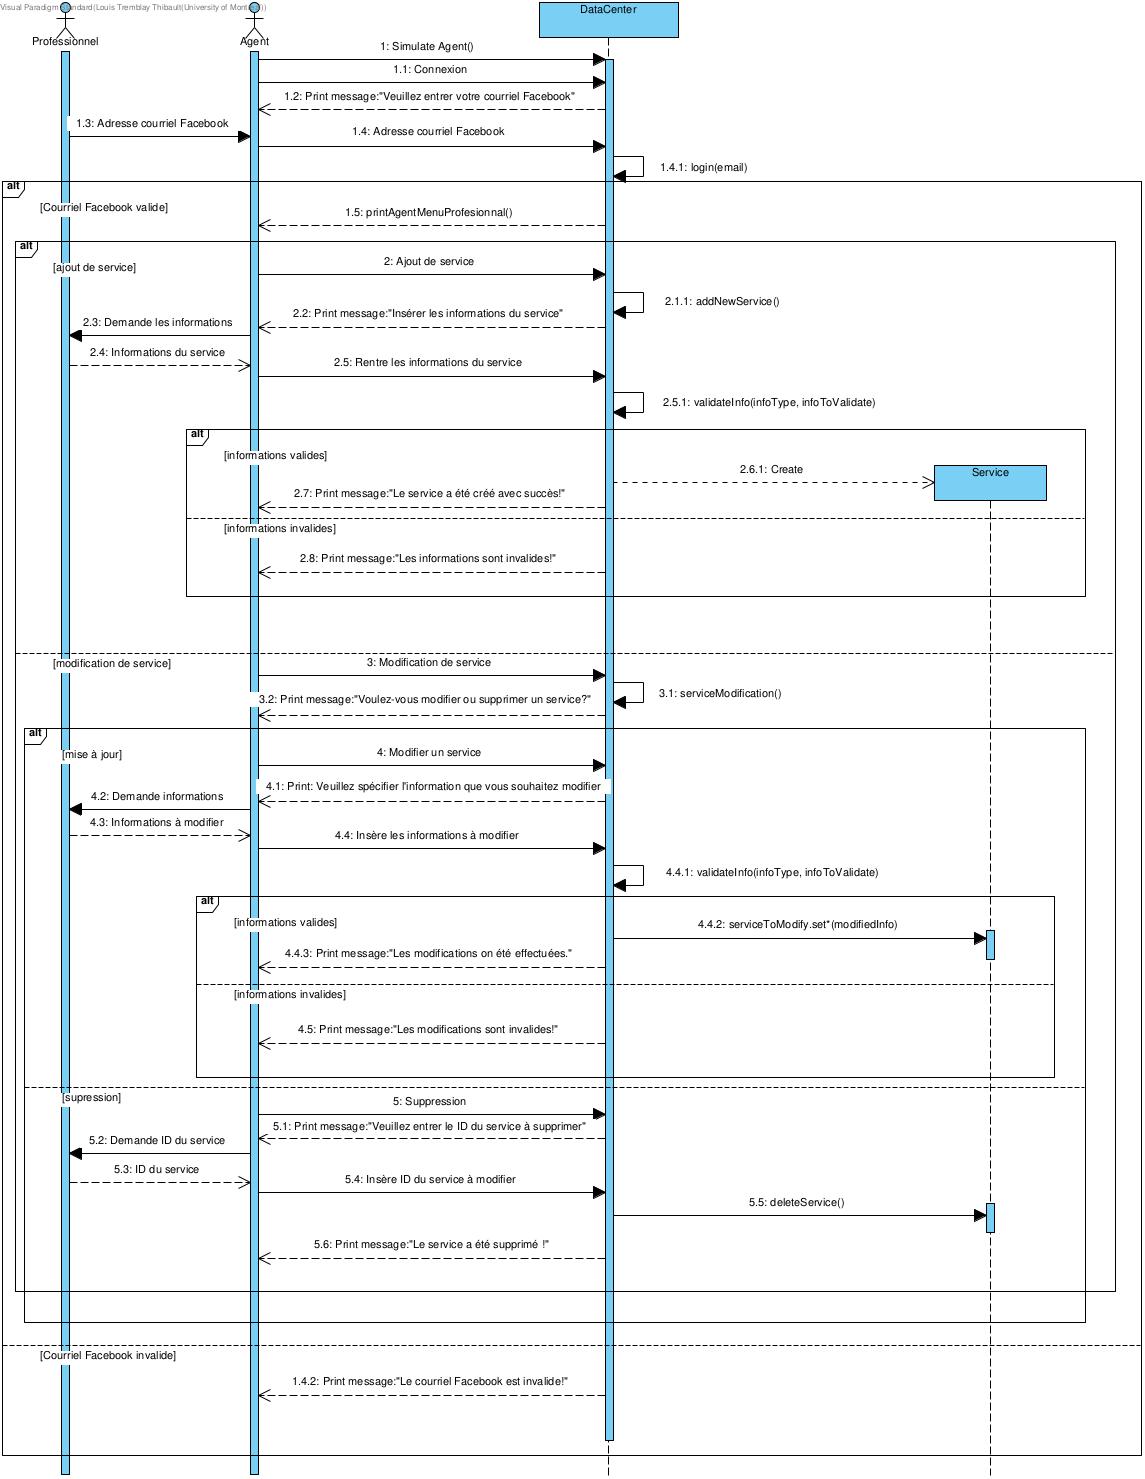 Visual Paradigm Standard(Louis Tremblay Thibault(University of Montreal))
Professionnel
Agent
DataCenter
1: Simulate Agent()
1.1: Connexion
1.2: Print message:"Veuillez entrer votre courriel Facebook"
1.3: Adresse courriel Facebook
1.4: Adresse courriel Facebook
1.4.1: login(email)
alt
[Courriel Facebook valide]
1.5: printAgentMenuProfesionnal()
alt
[ajout de service]
2: Ajout de service
2.1.1: addNewService()
2.2: Print message:"Insérer les informations du service"
2.3: Demande les informations
2.4: Informations du service
2.5: Rentre les informations du service
2.5.1: validateInfo(infoType, infoToValidate)
alt
[informations valides]
2.6.1: Create
Service
2.7: Print message:"Le service a été créé avec succès!"
[informations invalides]
2.8: Print message:"Les informations sont invalides!"
[modification de service]
3: Modification de service
3.1: serviceModification()
3.2: Print message:"Voulez-vous modifier ou supprimer un service?"
alt
[mise à jour]
4: Modifier un service
4.1: Print: Veuillez spécifier l'information que vous souhaitez modifier
4.2: Demande informations
4.3: Informations à modifier
4.4: Insère les informations à modifier
4.4.1: validateInfo(infoType, infoToValidate)
alt
[informations valides]
4.4.2: serviceToModify.set*(modifiedInfo)
4.4.3: Print message:"Les modifications on été effectuées."
[informations invalides]
4.5: Print message:"Les modifications sont invalides!"
[supression]
5: Suppression
5.1: Print message:"Veuillez entrer le ID du service à supprimer"
5.2: Demande ID du service
5.3: ID du service
5.4: Insère ID du service à modifier
5.5: deleteService()
5.6: Print message:"Le service a été supprimé !"
[Courriel Facebook invalide]
1.4.2: Print message:"Le courriel Facebook est invalide!"